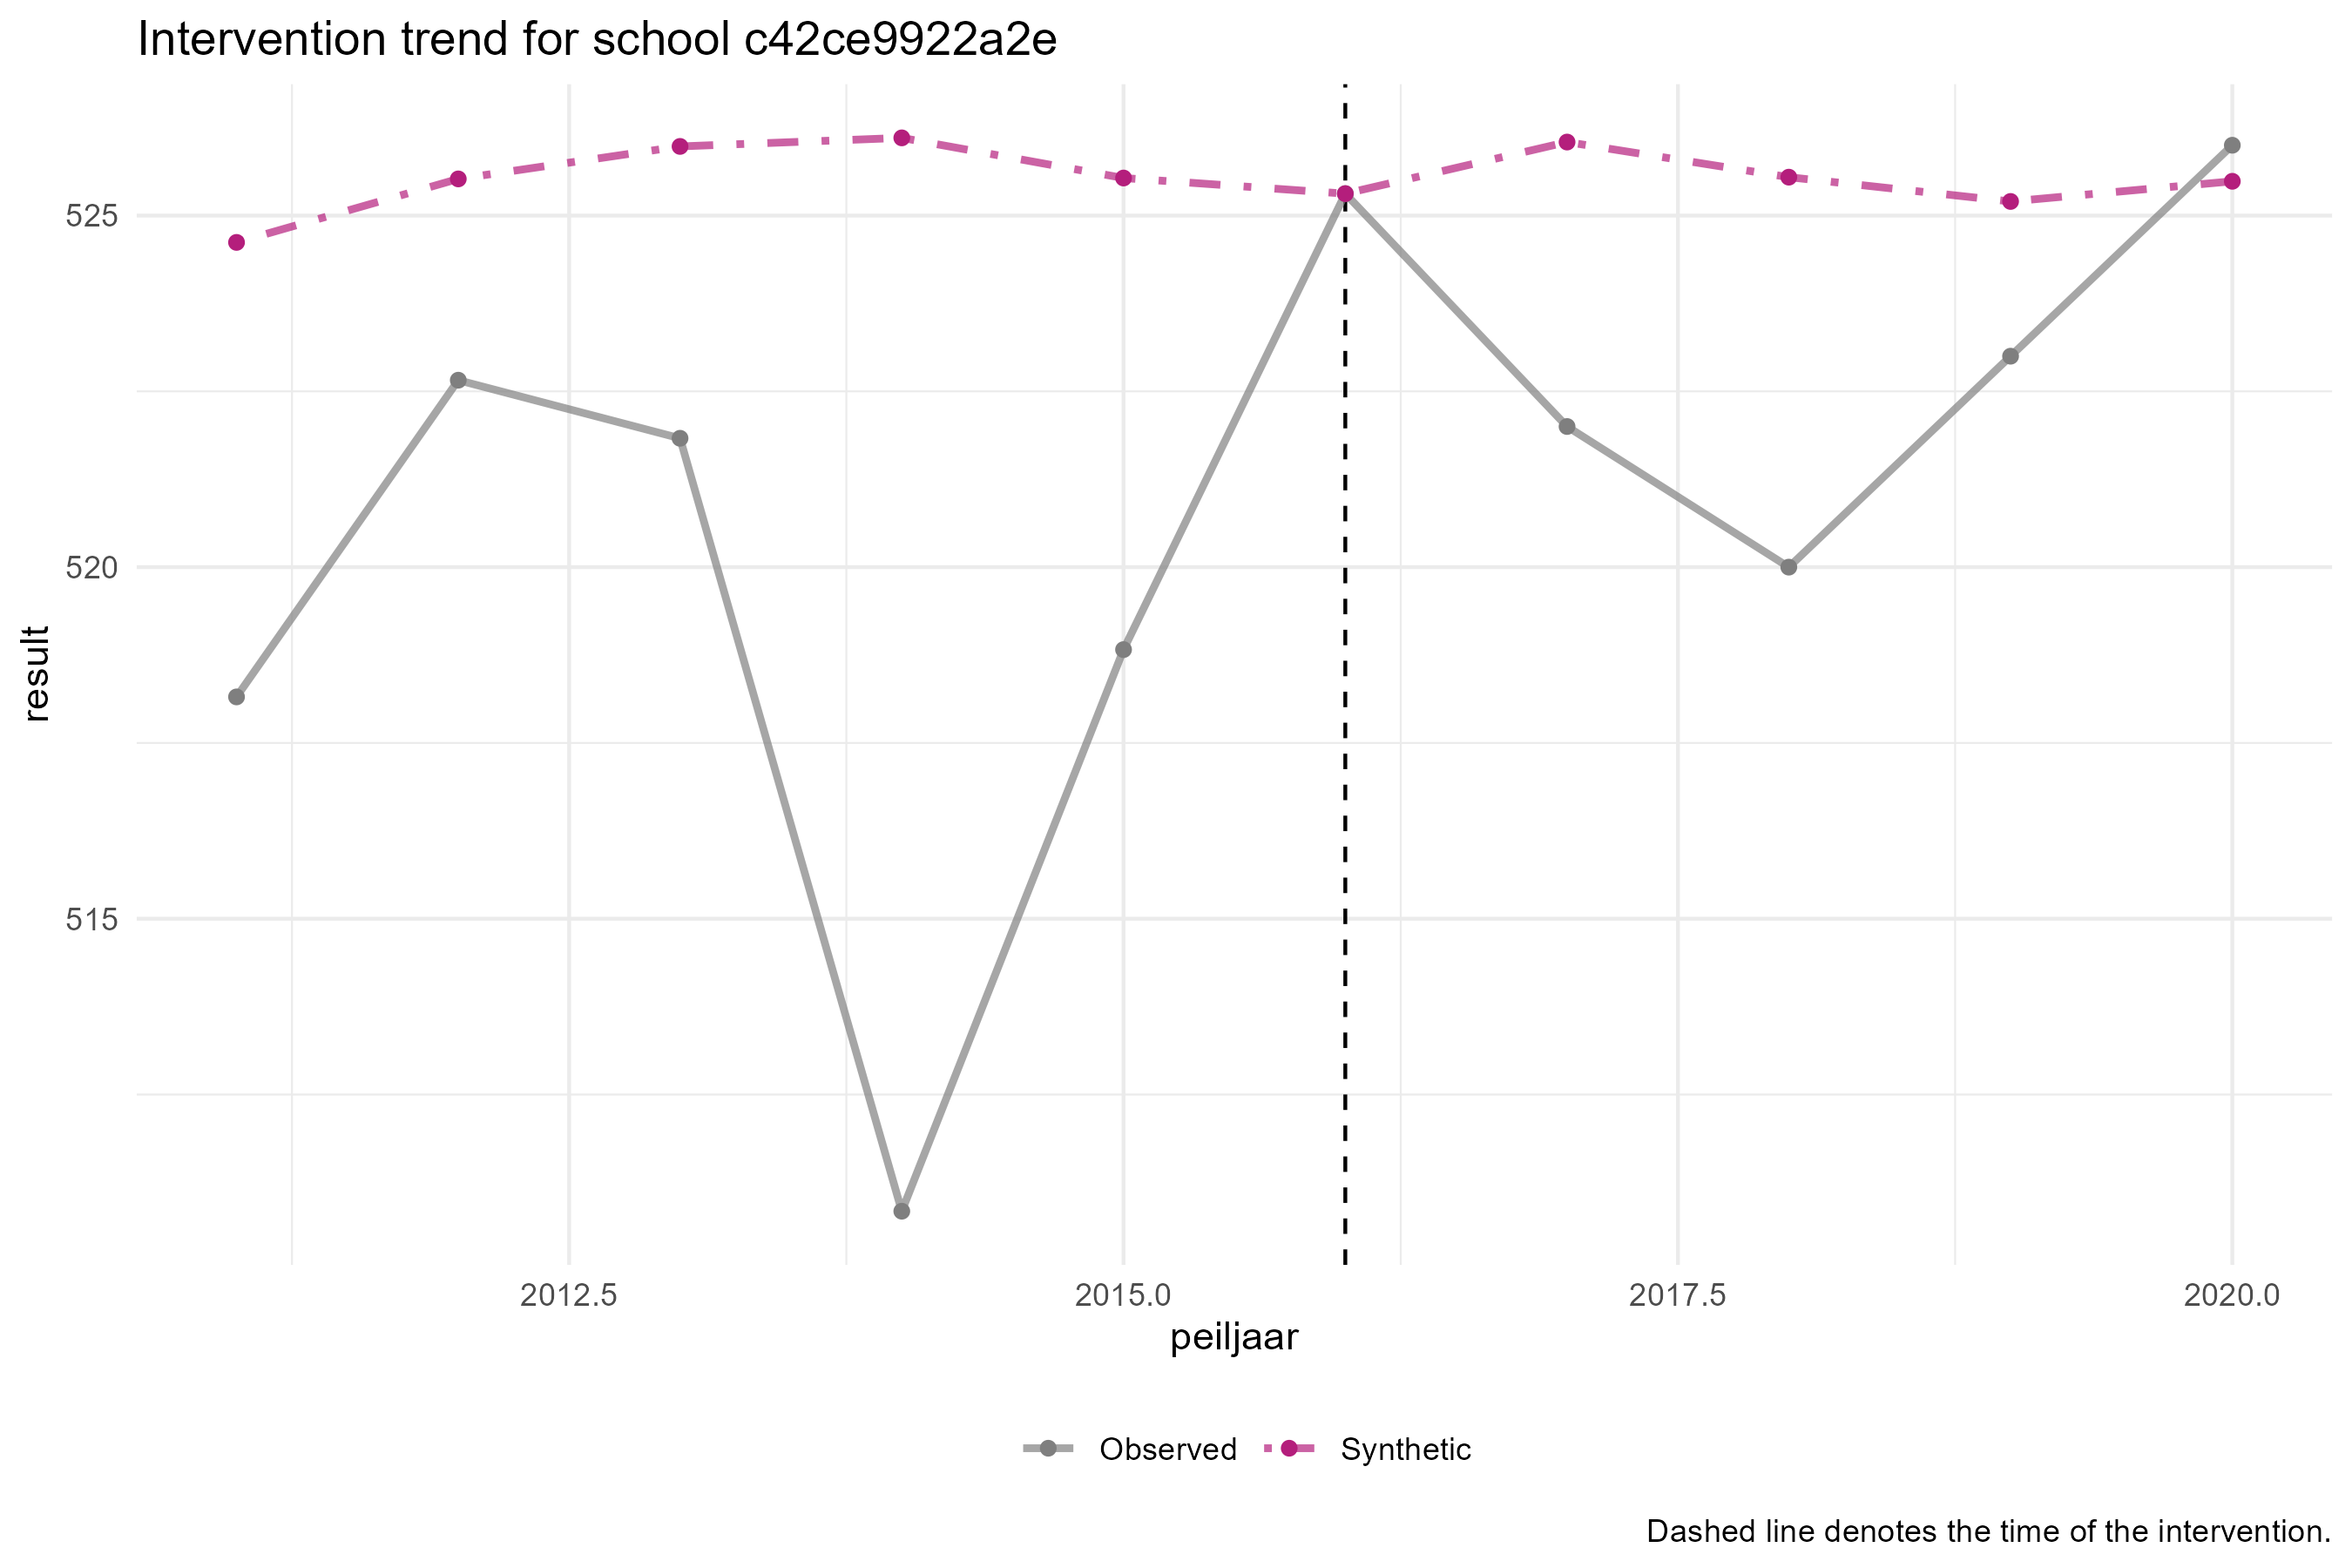 Intervention trend for school c42ce9922a2e
525
520
515
result
2012.5
2015.0
2017.5
2020.0
peiljaar
Observed
Synthetic
Dashed line denotes the time of the intervention.